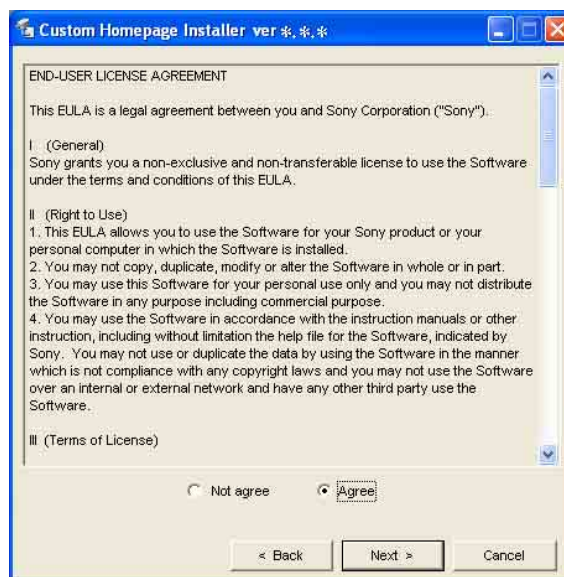 Custom Homepage Installer ver *.*.*
END-USER LICENSE AGREEMENT
This EULA is a legal agreement between you and Sony Corporation ("Sony").
I (General)
Sony grants you a non-exclusive and non-transferable license to use the Software
under the terms and conditions of this EULA.
II (Right to Use)
1. This EULA allows you to use the Software for your Sony product or your
personal computer in which the Software is installed.
2. You may not copy, duplicate, modify or alter the Software in whole or in part.
3. You may use this Software for your personal use only and you may not distribute
the Software in any purpose including commercial purpose.
4. You may use the Software in accordance with the instruction manuals or other
instruction, including without limitation the help file for the Software, indicated by
Sony. You may not use or duplicate the data by using the Software in the manner
which is not compliance with any copyright laws and you may not use the Software
over an internal or external network and have any other third party use the
Software.
III (Terms of License)
Not agree Agree
< Back Next > Cancel